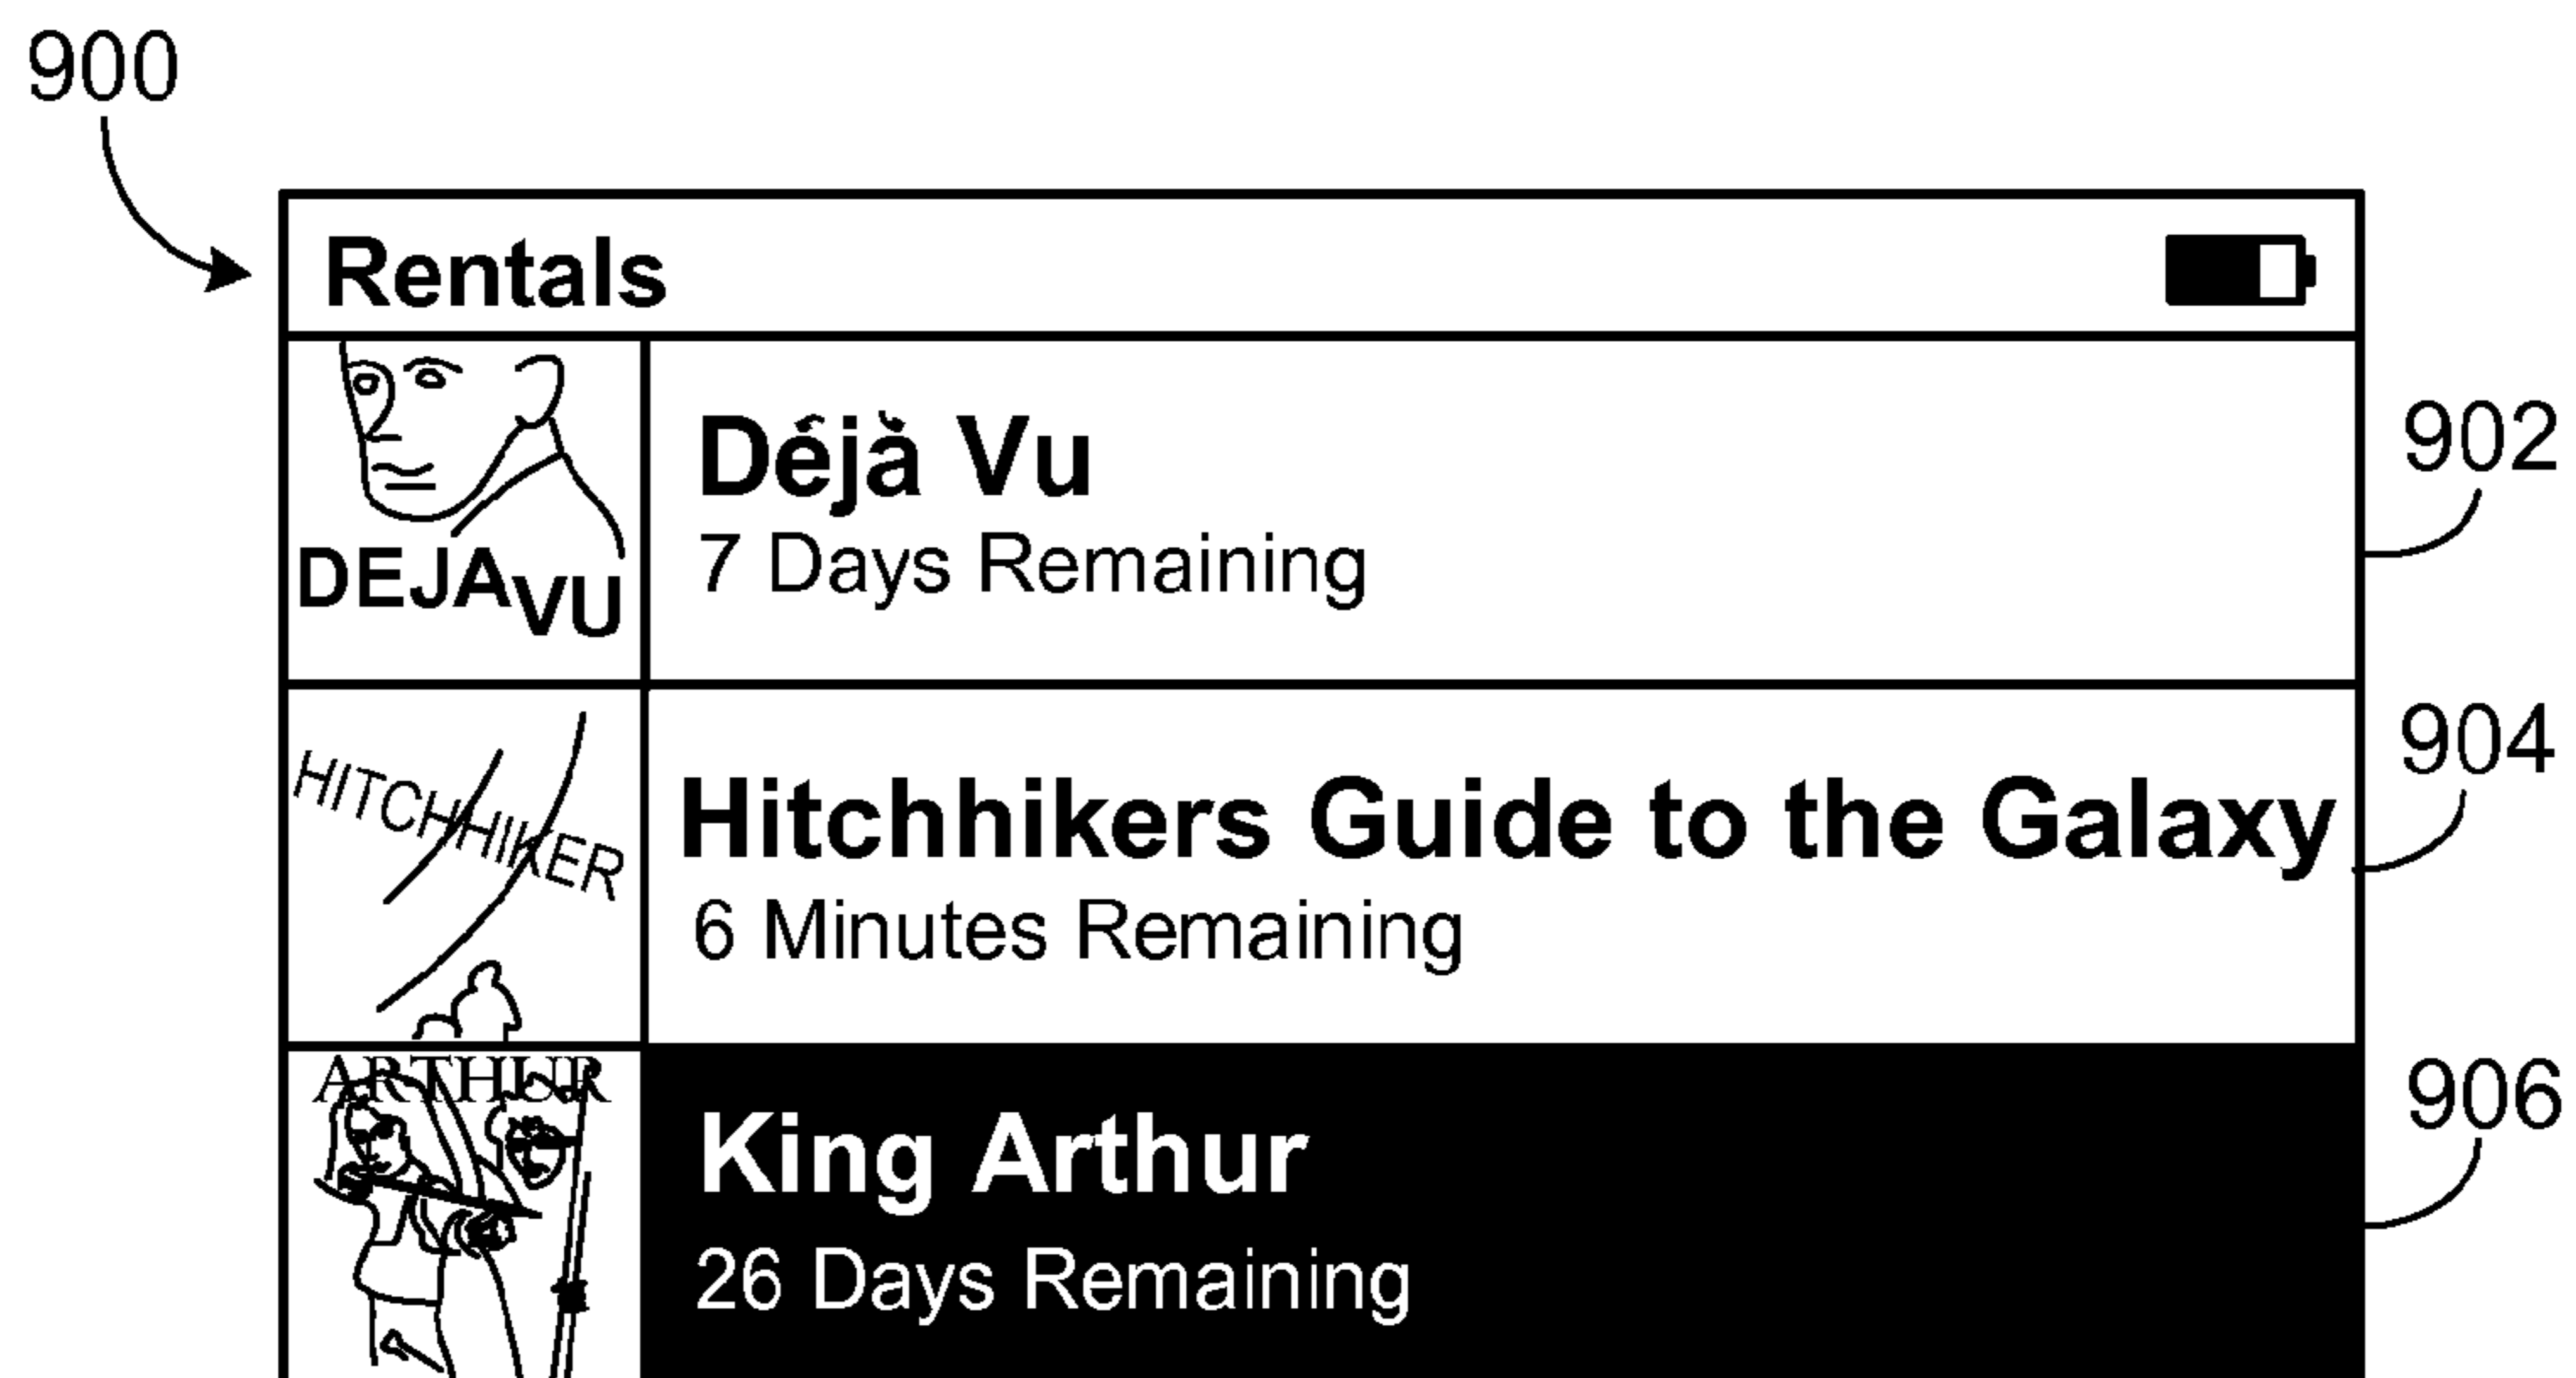 900
Rentals
Déjà Vu
7 Days Remaining
DEJA VU
902
HITCHHIKER
Hitchhikers Guide to the Galaxy
6 Minutes Remaining
904
ARTHUR
King Arthur
26 Days Remaining
906